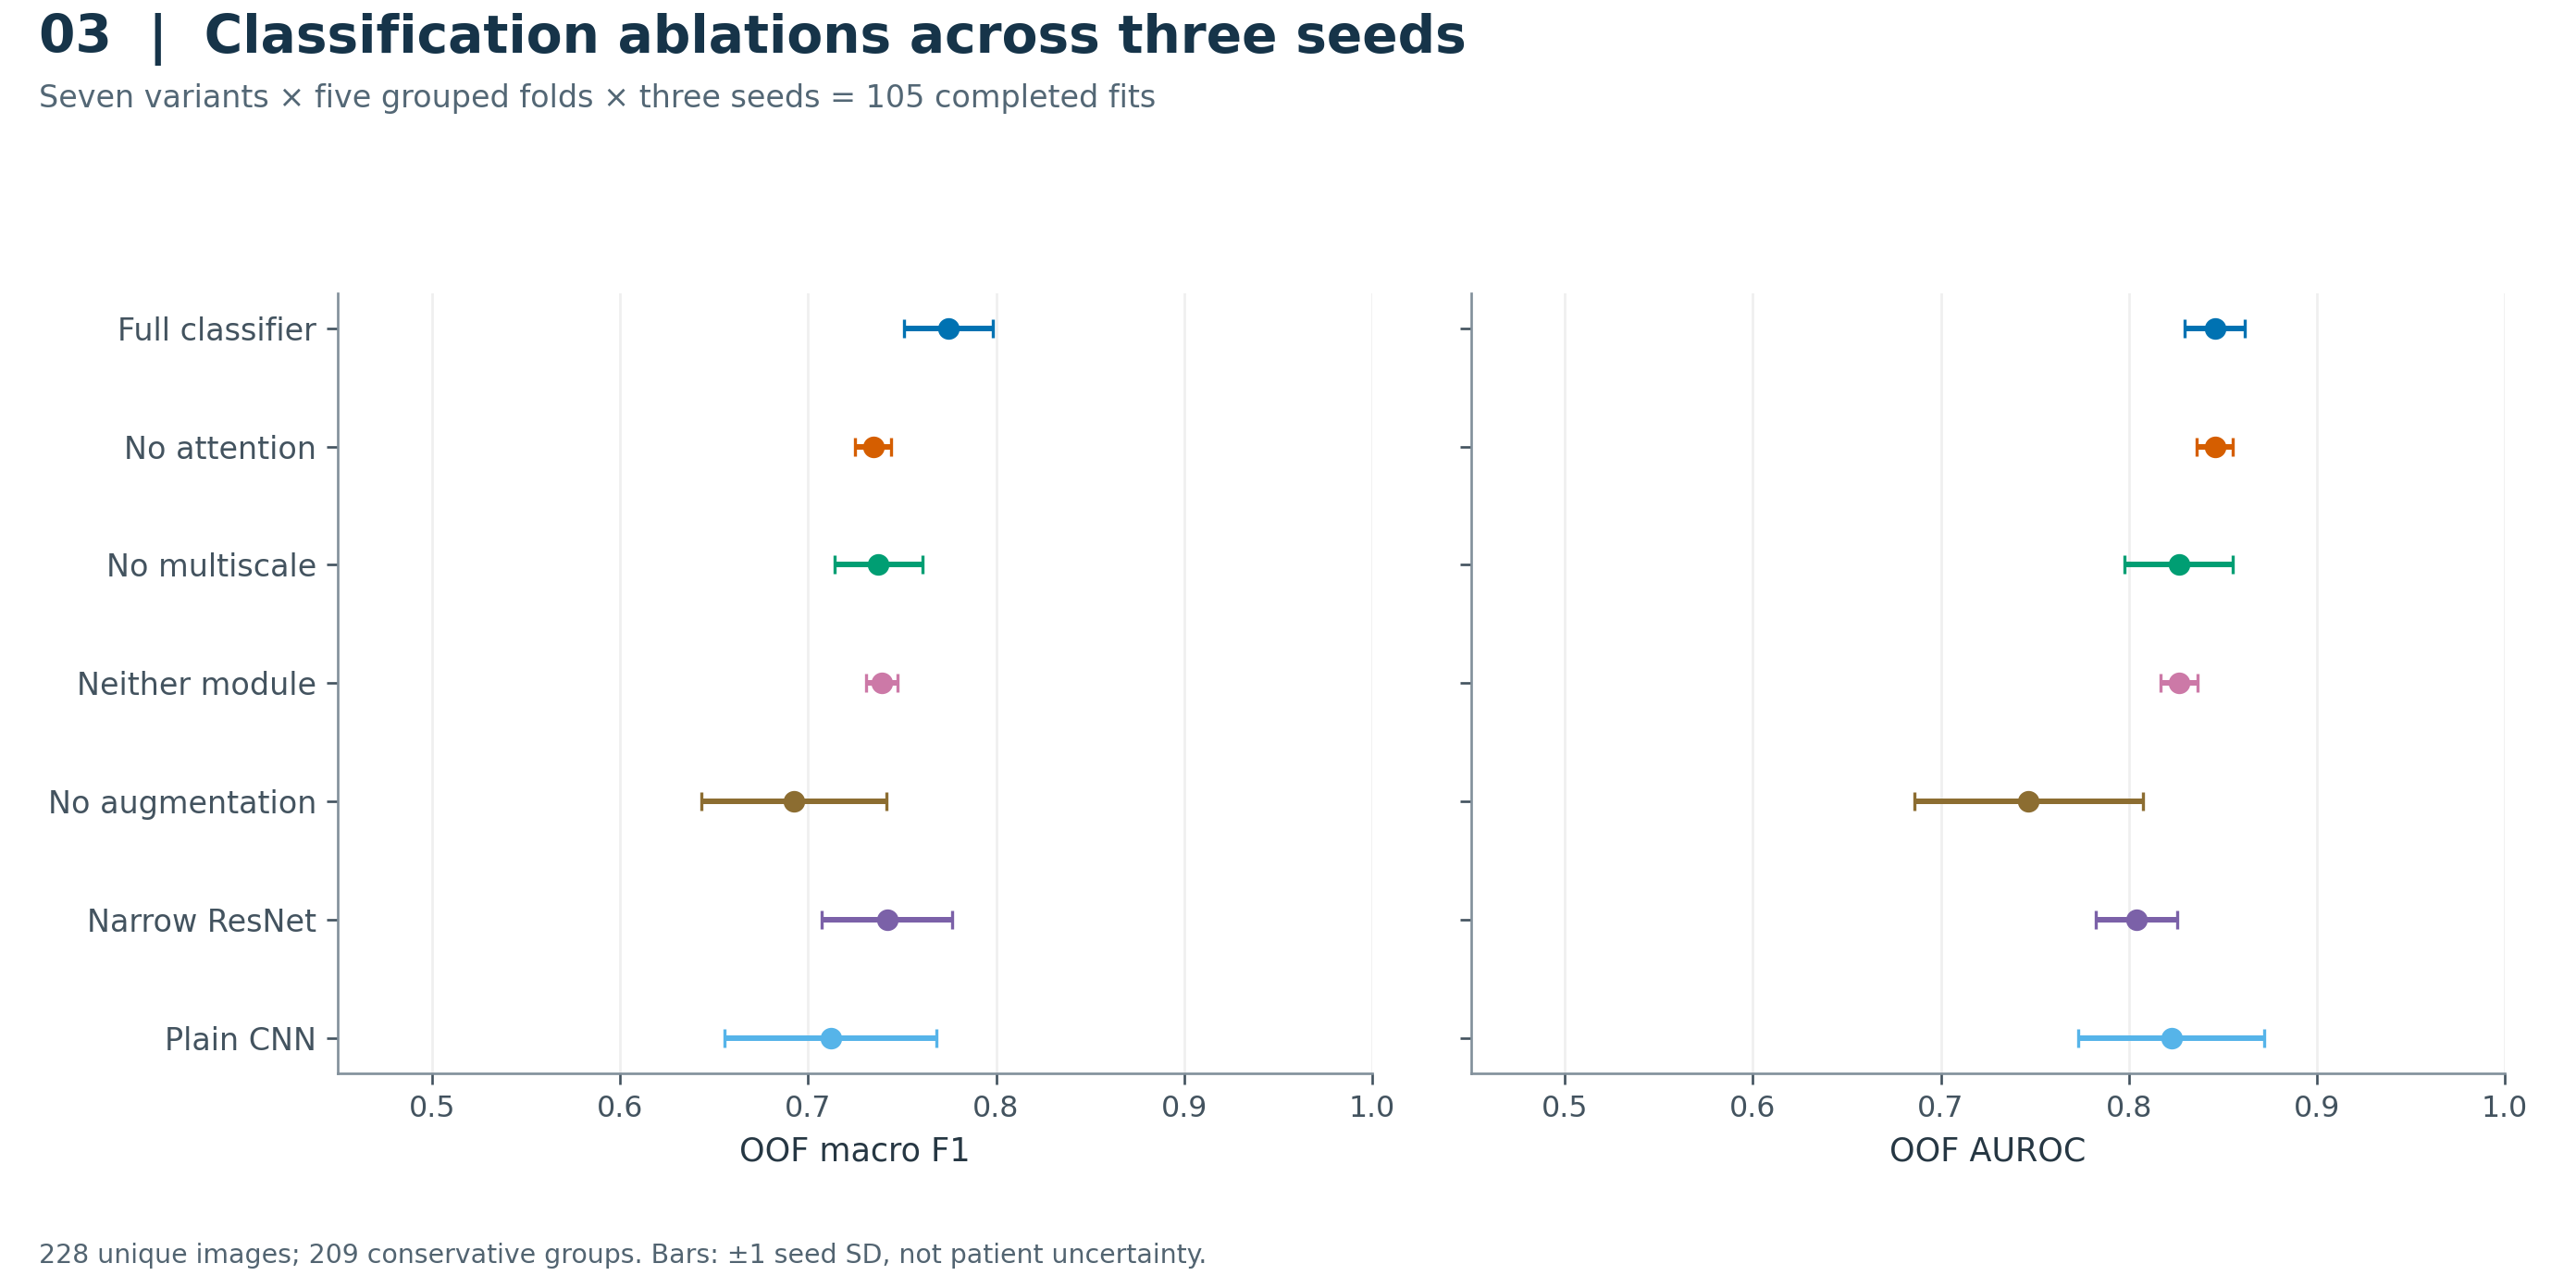 03 | Classification ablations across three seeds
Seven variants × five grouped folds × three seeds = 105 completed fits
Full classifier
No attention
No multiscale
Neither module
No augmentation
Narrow ResNet
Plain CNN
0.5 0.6 0.7 0.8 0.9 1.0
OOF macro F1
0.5 0.6 0.7 0.8 0.9 1.0
OOF AUROC
228 unique images; 209 conservative groups. Bars: ±1 seed SD, not patient uncertainty.